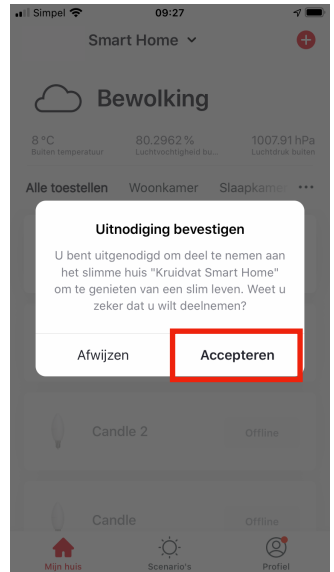 Simpel 09:27
Smart Home
Bewolking
8 °C 80.2962 % 1007.91 hPa
Buiten temperatuur Luchtvochtigheid bu... Luchtdruk buiten
Alle toestellen Woonkamer Slaapkamer
Uitnodiging bevestigen
U bent uitgenodigd om deel te nemen aan
het slimme huis "Kruidvat Smart Home"
om te genieten van een slim leven. Weet u
zeker dat u wilt deelnemen?
Afwijzen Accepteren
Candle 2 Offline
Candle Offline
Mijn huis Scenario's Profiel